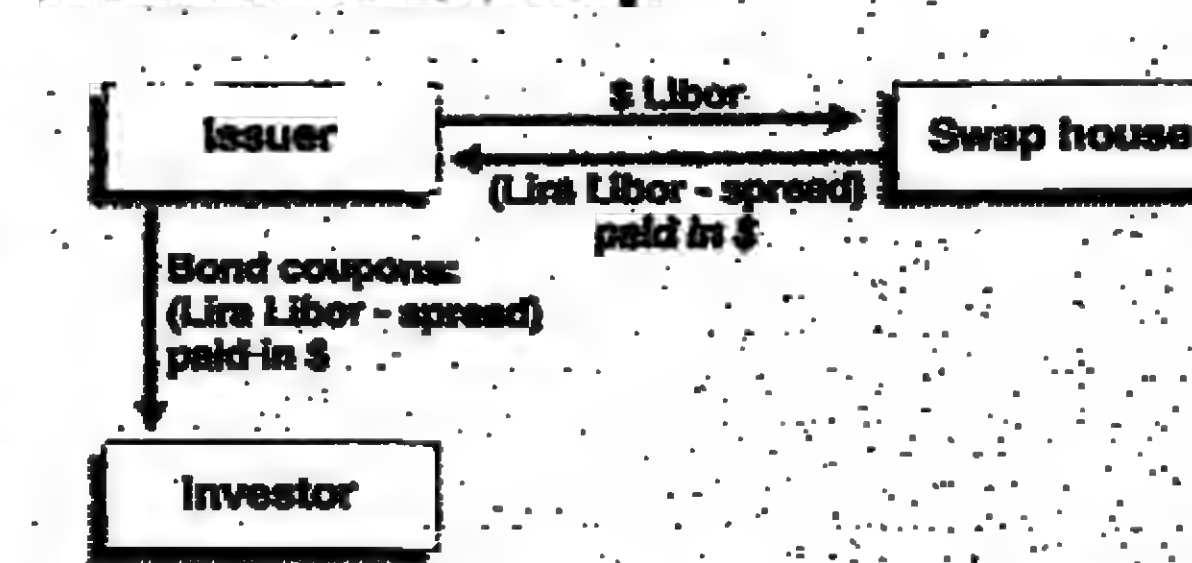 Issuer
$ Libor
Swap house
(Lira Libor - spread)
paid in $
Bond coupons:
(Lira Libor - spread)
paid in $
Investor